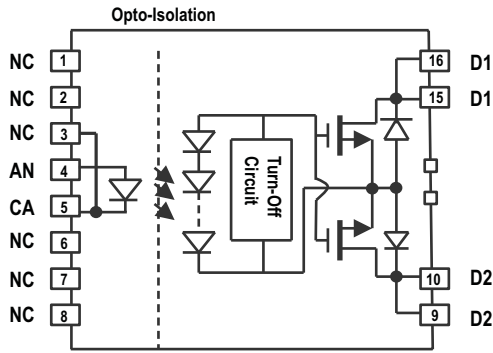 Opto-Isolation
NC 1
NC 2
NC 3
AN 4
CA 5
NC 6
NC 7
NC 8
Turn-Off
Circuit
16 D1
15 D1
10 D2
9 D2